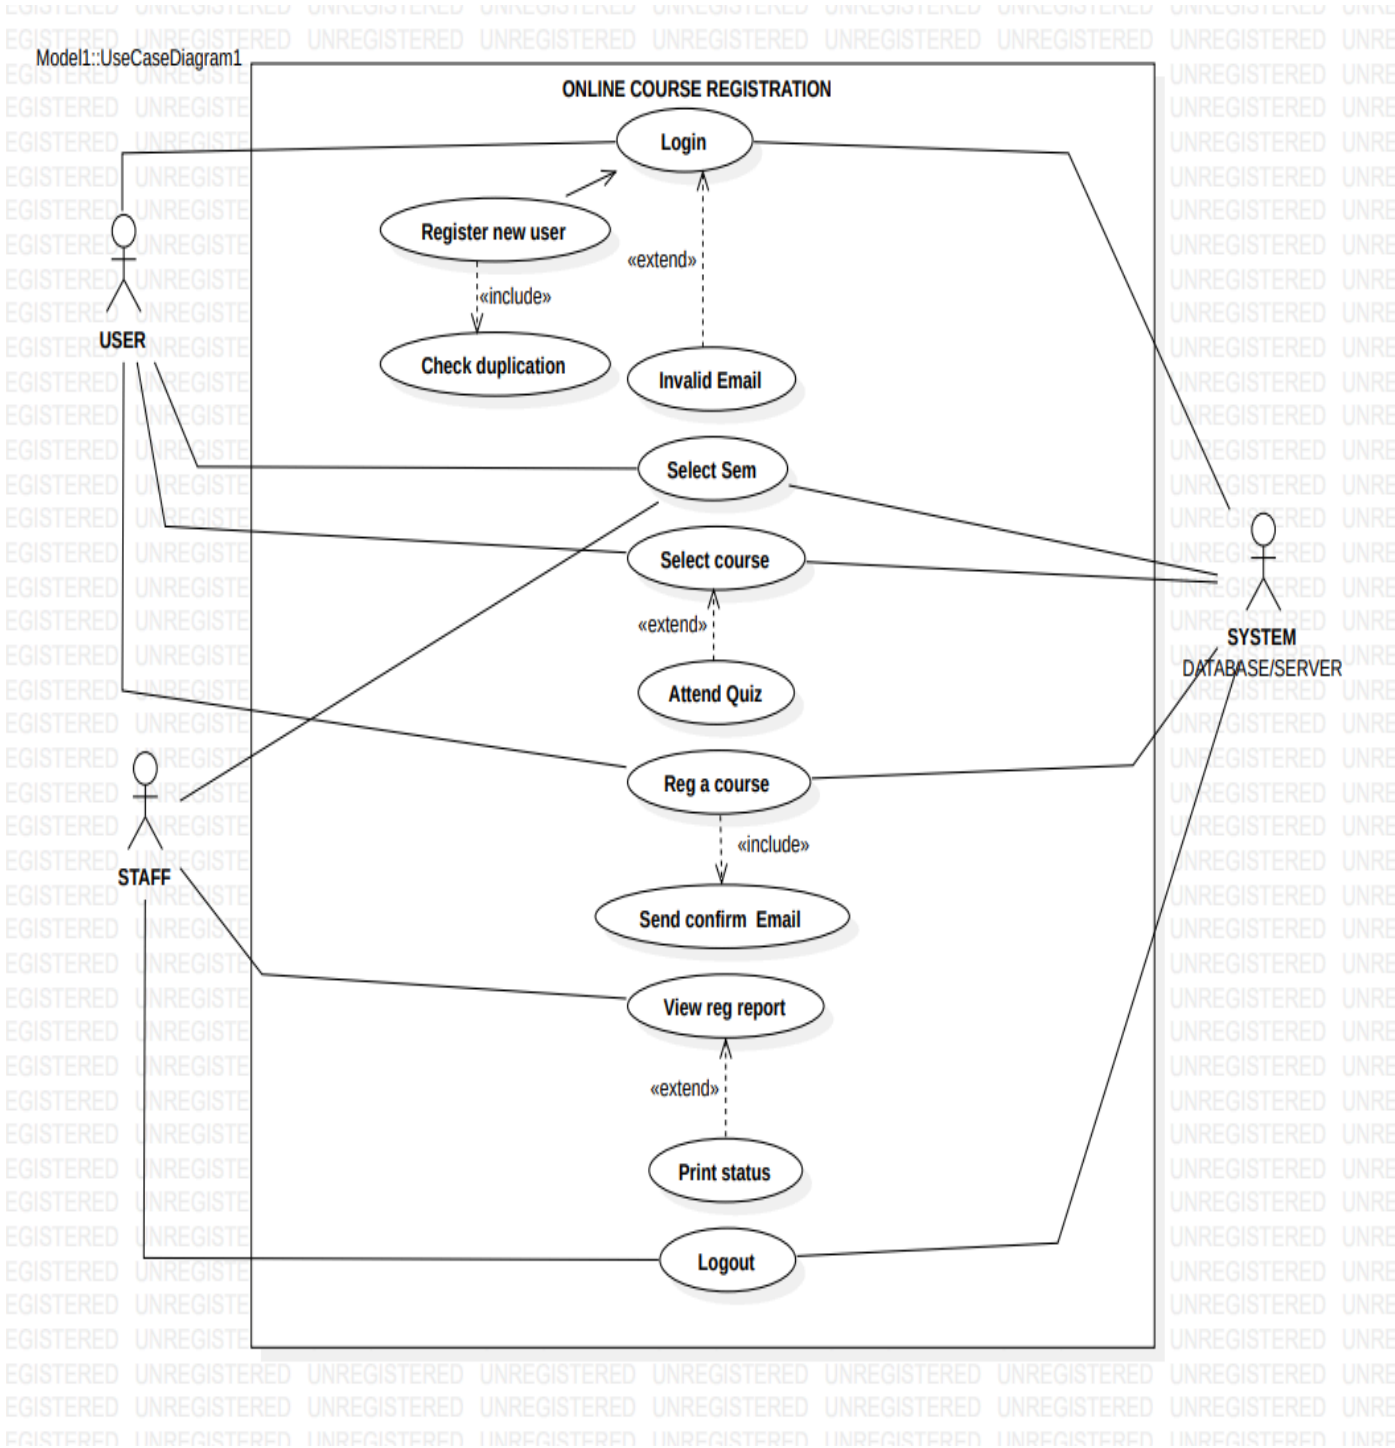 Model1::UseCaseDiagram1
ONLINE COURSE REGISTRATION
Login
Register new user
«extend»
«include»
USER
Check duplication
Invalid Email
Select Sem
Select course
«extend»
SYSTEM
DATABASE/SERVER
Attend Quiz
Reg a course
«include»
STAFF
Send confirm  Email
View reg report
«extend»
Print status
Logout
UNREGISTERED